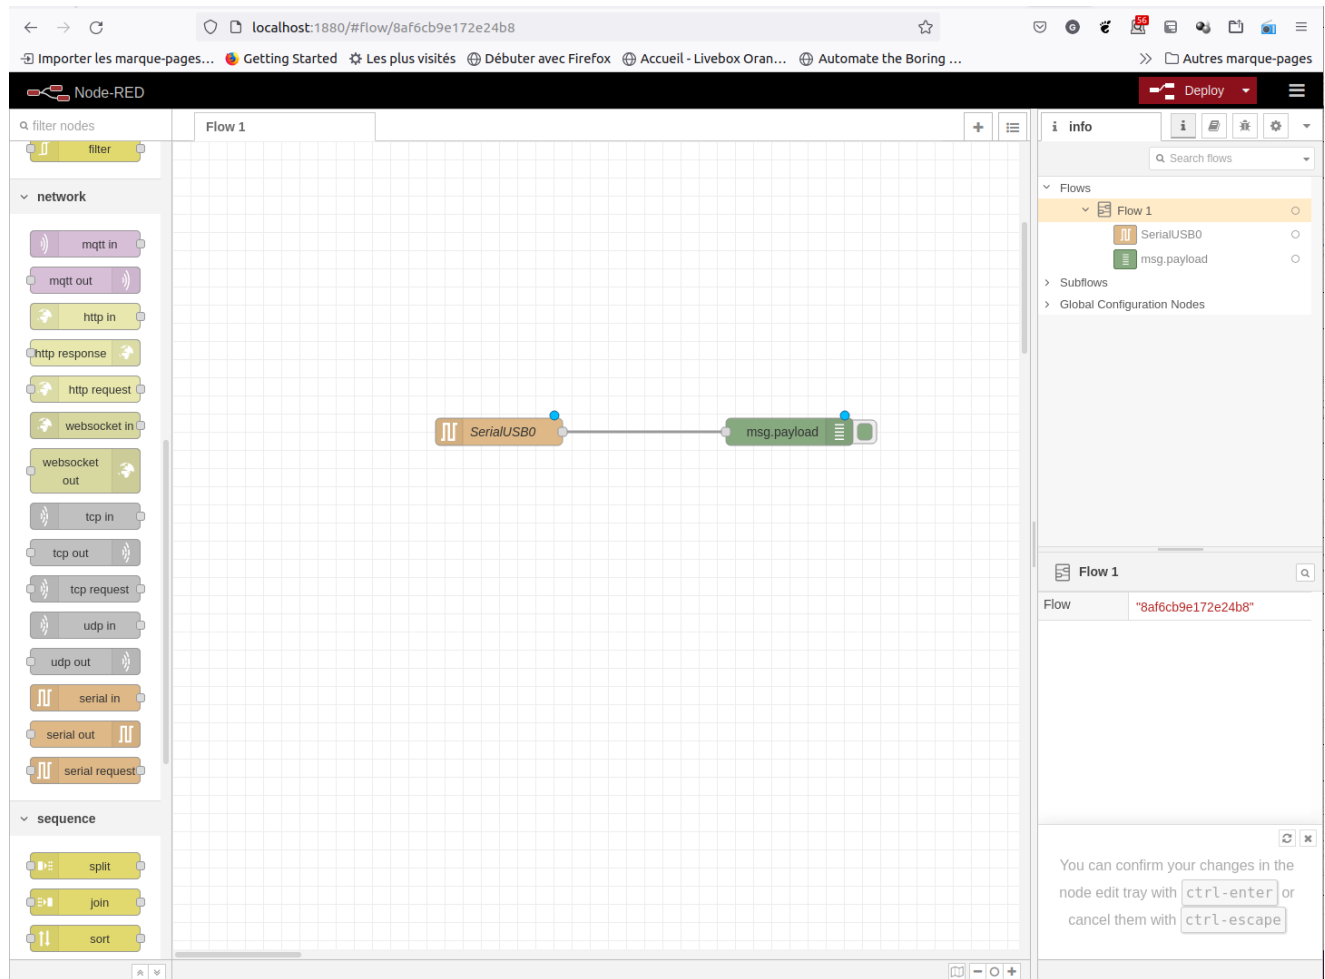 localhost:1880/#flow/8af6cb9e172e24b8
56
G
Importer les marque-pages... Getting Started Les plus visités Débuter avec Firefox Accueil - Livebox Oran... Automate the Boring ... Autres marque-pages
Node-RED Deploy
filter nodes
Flow 1
i info
filter
network
mqtt in
mqtt out
http in
http response
http request
websocket in
websocket
out
tcp in
tcp out
tcp request
udp in
udp out
serial in
serial out
serial request
sequence
split
join
sort
SerialUSB0
msg.payload
Search flows
Flows
Flow 1
SerialUSB0
msg.payload
Subflows
Global Configuration Nodes
Flow 1
Flow "8af6cb9e172e24b8"
You can confirm your changes in the
node edit tray with ctrl-enter or
cancel them with ctrl-escape